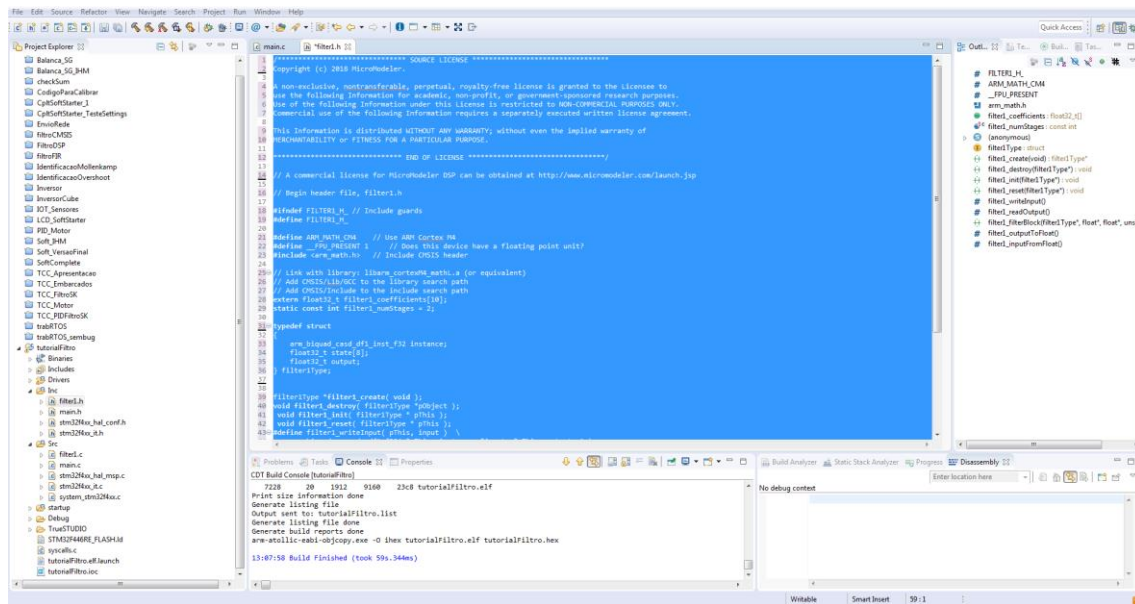 File Edit Source Refactor View Navigate Search Project Run Window Help
Quick Access
Project Explorer
Balanca_SG
Balanca_SG_IHM
checkSum
CodigoParaCalibrar
CpltSoftStarter_1
CpltSoftStarter_TesteSettings
EnvioRede
filtroCMSIS
FiltroDSP
filtroFIR
IdentificacaoMollenkamp
IdentificacaoOvershoot
Inversor
InversorCube
IOT_Sensores
LCD_SoftStarter
PID_Motor
Soft_IHM
Soft_VersaoFinal
SoftComplete
TCC_Apresentacao
TCC_Embarcados
TCC_FiltroSK
TCC_Motor
TCC_PIDFiltroSK
trabRTOS
trabRTOS_sembug
tutorialFiltro
Binaries
Includes
Drivers
Inc
filter1.h
main.h
stm32f4xx_hal_conf.h
stm32f4xx_it.h
Src
filter1.c
main.c
stm32f4xx_hal_msp.c
stm32f4xx_it.c
system_stm32f4xx.c
startup
Debug
TrueSTUDIO
STM32F446RE_FLASH.ld
syscalls.c
tutorialFiltro.elf.launch
tutorialFiltro.ioc
main.c *filter1.h
1 /******************************* SOURCE LICENSE *********************************
2 Copyright (c) 2018 MicroModeler.
3
4 A non-exclusive, nontransferable, perpetual, royalty-free license is granted to the Licensee to
5 use the following Information for academic, non-profit, or government-sponsored research purposes.
6 Use of the following Information under this License is restricted to NON-COMMERCIAL PURPOSES ONLY.
7 Commercial use of the following Information requires a separately executed written license agreement.
8
9 This Information is distributed WITHOUT ANY WARRANTY; without even the implied warranty of
10 MERCHANTABILITY or FITNESS FOR A PARTICULAR PURPOSE.
11
12 ******************************* END OF LICENSE *********************************/
13
14 // A commercial license for MicroModeler DSP can be obtained at http://www.micromodeler.com/launch.jsp
15
16 // Begin header file, filter1.h
17
18 #ifndef FILTER1_H_ // Include guards
19 #define FILTER1_H_
20
21 #define ARM_MATH_CM4 // Use ARM Cortex M4
22 #define __FPU_PRESENT 1 // Does this device have a floating point unit?
23 #include <arm_math.h> // Include CMSIS header
24
25 // Link with library: libarm_cortexM4_mathL.a (or equivalent)
26 // Add CMSIS/Lib/GCC to the library search path
27 // Add CMSIS/Include to the include search path
28 extern float32_t filter1_coefficients[10];
29 static const int filter1_numStages = 2;
30
31 typedef struct
32 {
33 arm_biquad_casd_df1_inst_f32 instance;
34 float32_t state[8];
35 float32_t output;
36 } filter1Type;
37
38
39 filter1Type *filter1_create( void );
40 void filter1_destroy( filter1Type *pObject );
41 void filter1_init( filter1Type * pThis );
42 void filter1_reset( filter1Type * pThis );
43 #define filter1_writeInput( pThis, input ) \
Outl... Te... Buil... Tas...
FILTER1_H_
ARM_MATH_CM4
__FPU_PRESENT
arm_math.h
filter1_coefficients : float32_t[]
filter1_numStages : const int
(anonymous)
filter1Type : struct
filter1_create(void) : filter1Type*
filter1_destroy(filter1Type*) : void
filter1_init(filter1Type*) : void
filter1_reset(filter1Type*) : void
filter1_writeInput()
filter1_readOutput()
filter1_filterBlock(filter1Type*, float*, float*, uns
filter1_outputToFloat()
filter1_inputFromFloat()
Problems Tasks Console Properties
CDT Build Console [tutorialFiltro]
7228 20 1912 9160 23c8 tutorialFiltro.elf
Print size information done
Generate listing file
Output sent to: tutorialFiltro.list
Generate listing file done
Generate build reports done
arm-atollic-eabi-objcopy.exe -O ihex tutorialFiltro.elf tutorialFiltro.hex
13:07:58 Build Finished (took 59s.344ms)
Build Analyzer Static Stack Analyzer Progress Disassembly
Enter location here
No debug context
Writable Smart Insert 59 : 1